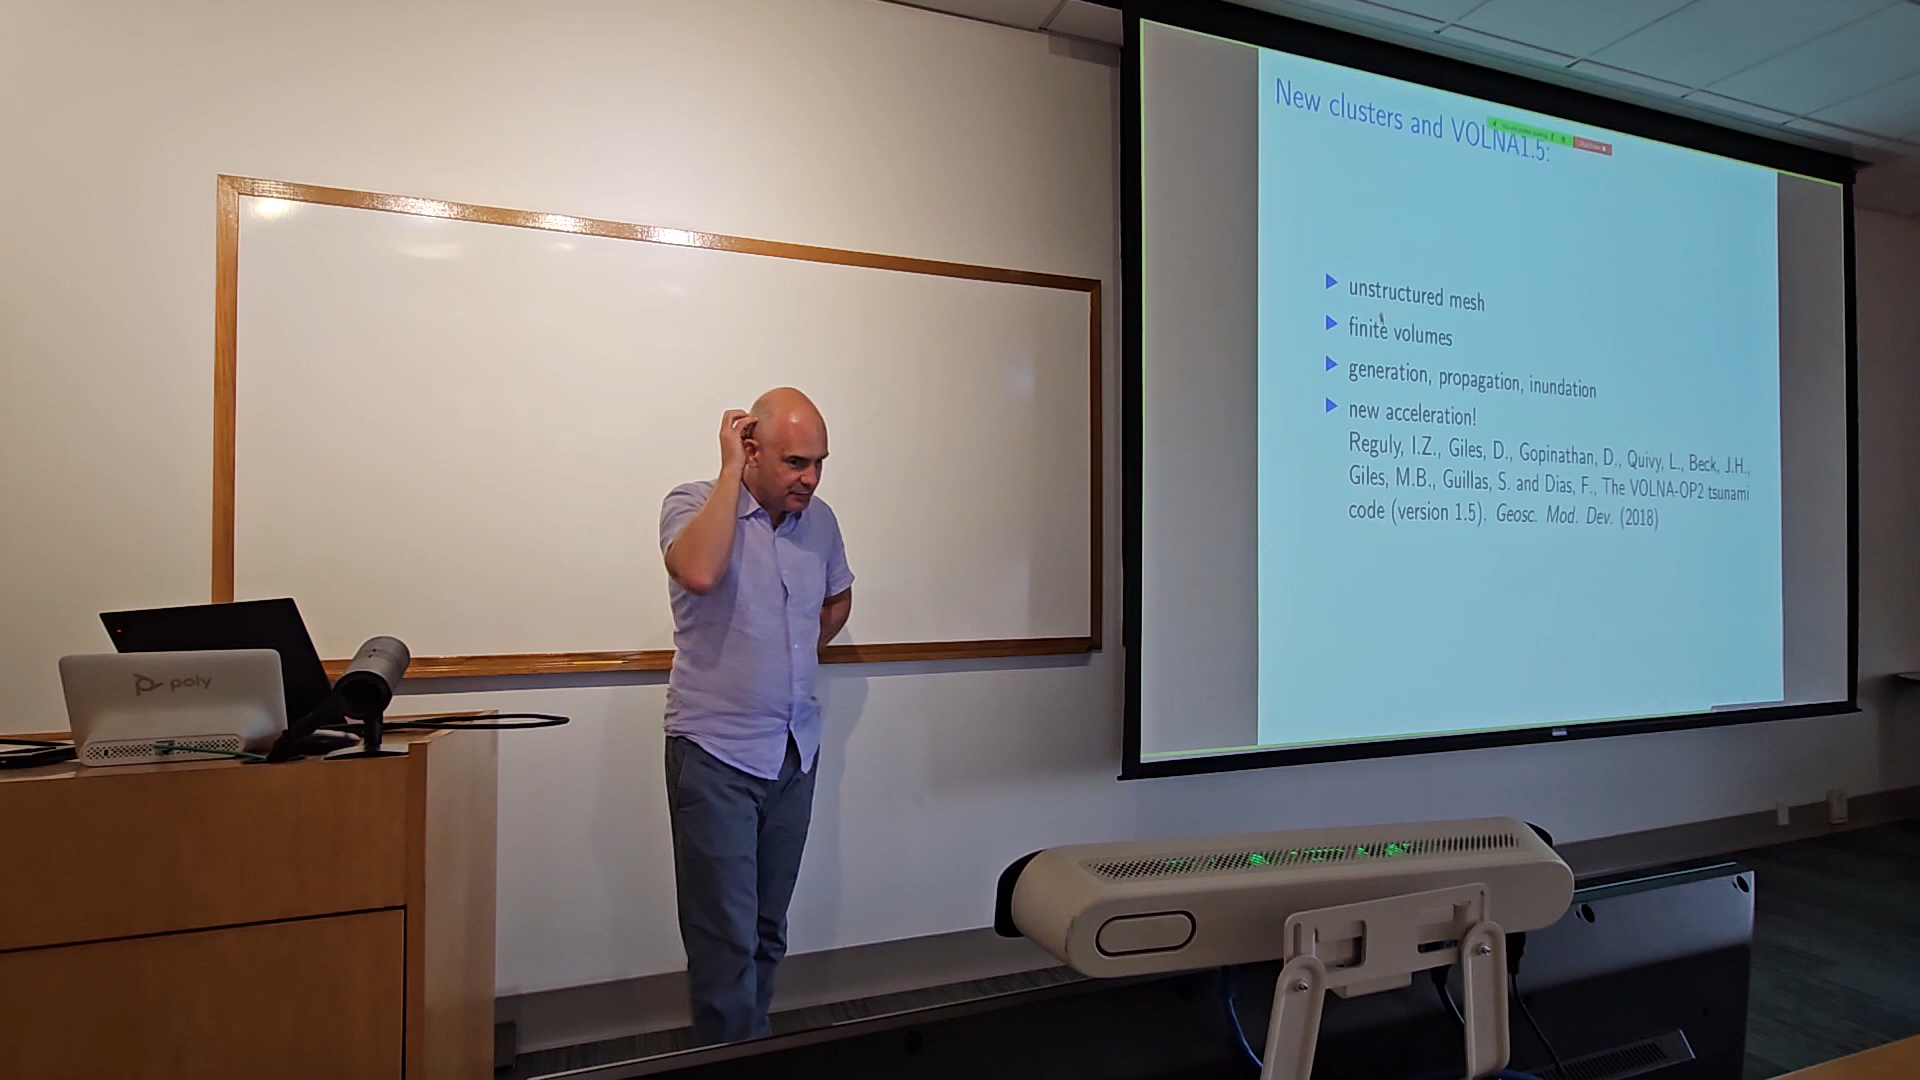 New clusters and VOLNA1.5:
unstructured mesh
finite volumes
generation, propagation, inundation
new acceleration!
Reguly, I.Z., Giles, D., Gopinathan, D., Quivy, L., Beck, J.H.,
Giles, M.B., Guillas, S. and Dias, F., The VOLNA-OP2 tsunami
code (version 1.5). Geosc. Mod. Dev. (2018)
poly